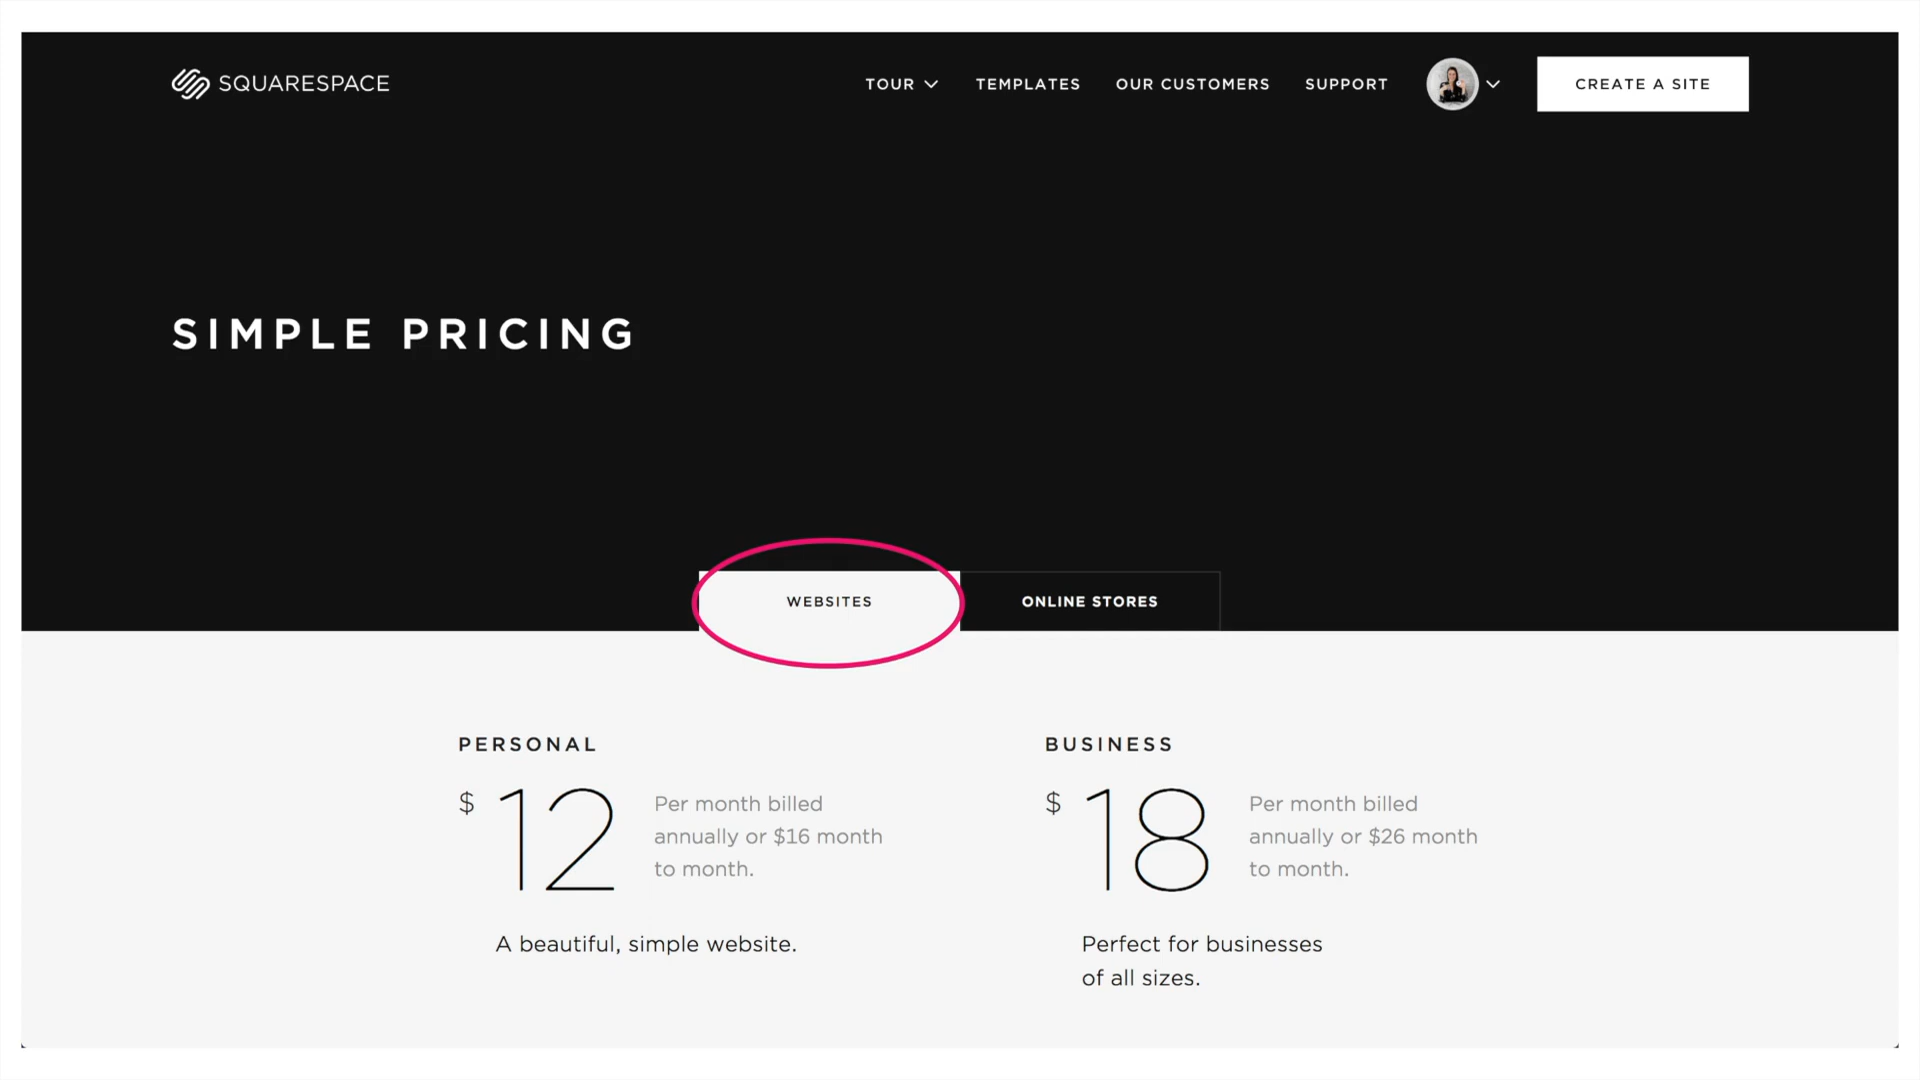 SQUARESPACE
TOUR
TEMPLATES
OUR CUSTOMERS
SUPPORT
CREATE A SITE
SIMPLE PRICING
WEBSITES
ONLINE STORES
PERSONAL
$ 12
Per month billed
annually or $16 month
to month.
A beautiful, simple website.
BUSINESS
$ 18
Per month billed
annually or $26 month
to month.
Perfect for businesses
of all sizes.